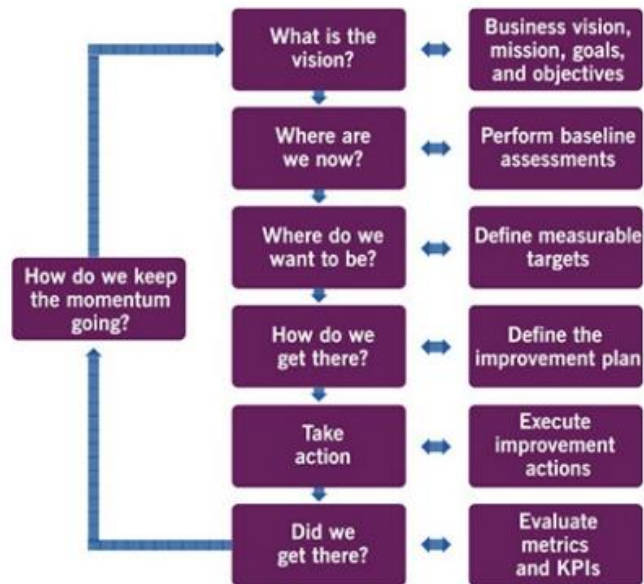 What is the
vision?
Business vision,
mission, goals,
and objectives
Where are
we now?
Perform baseline
assessments
Where do we
want to be?
Define measurable
targets
How do we keep
the momentum
going?
How do we
get there?
Define the
improvement plan
Take
action
Execute
improvement
actions
Did we
get there?
Evaluate
metrics
and KPIs